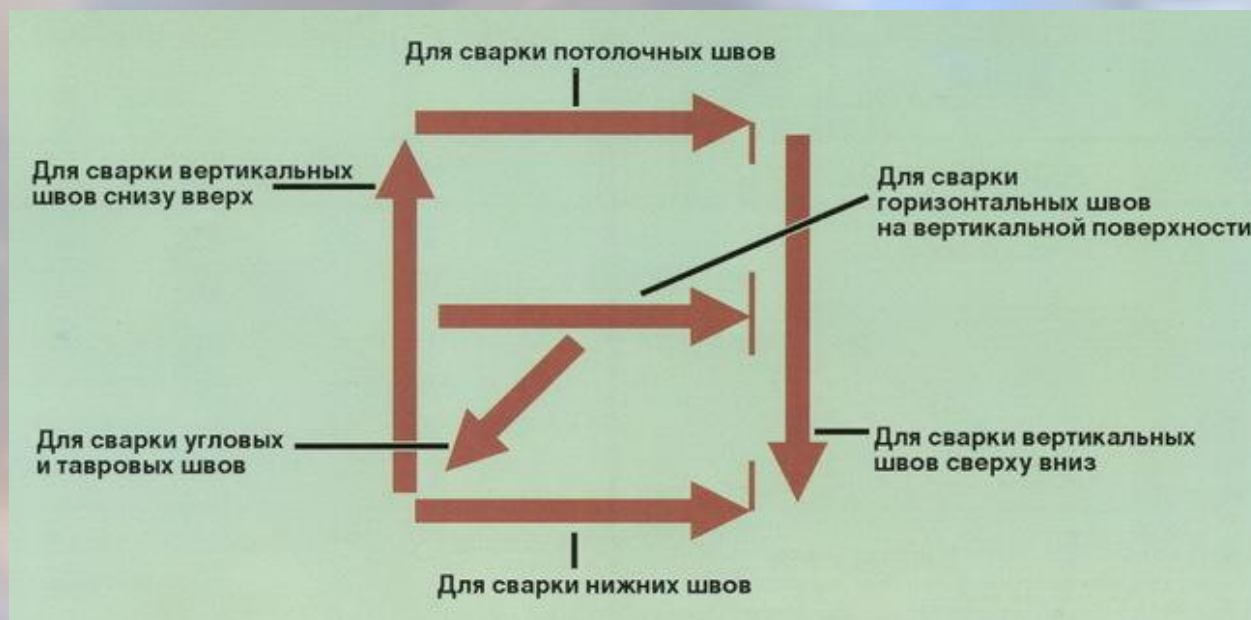 Для сварки потолочных швов
Для сварки вертикальных
швов снизу вверх
Для сварки
горизонтальных швов
на вертикальной поверхности
Для сварки угловых
и тавровых швов
Для сварки вертикальных
швов сверху вниз
Для сварки нижних швов